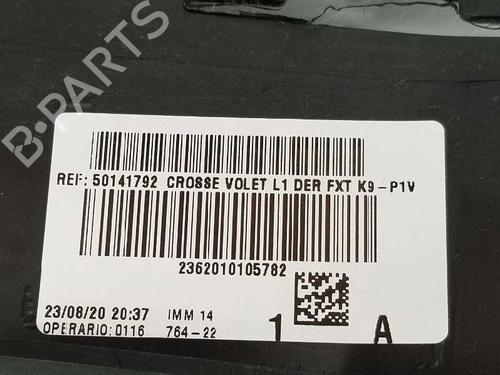 B-PARTS
REF: 50141792 CROSSE VOLET L1 DER FXT K9-P1V
2362010105782
23/08/20 20:37 IMM 14
OPERARIO:0116 764-22 1 A